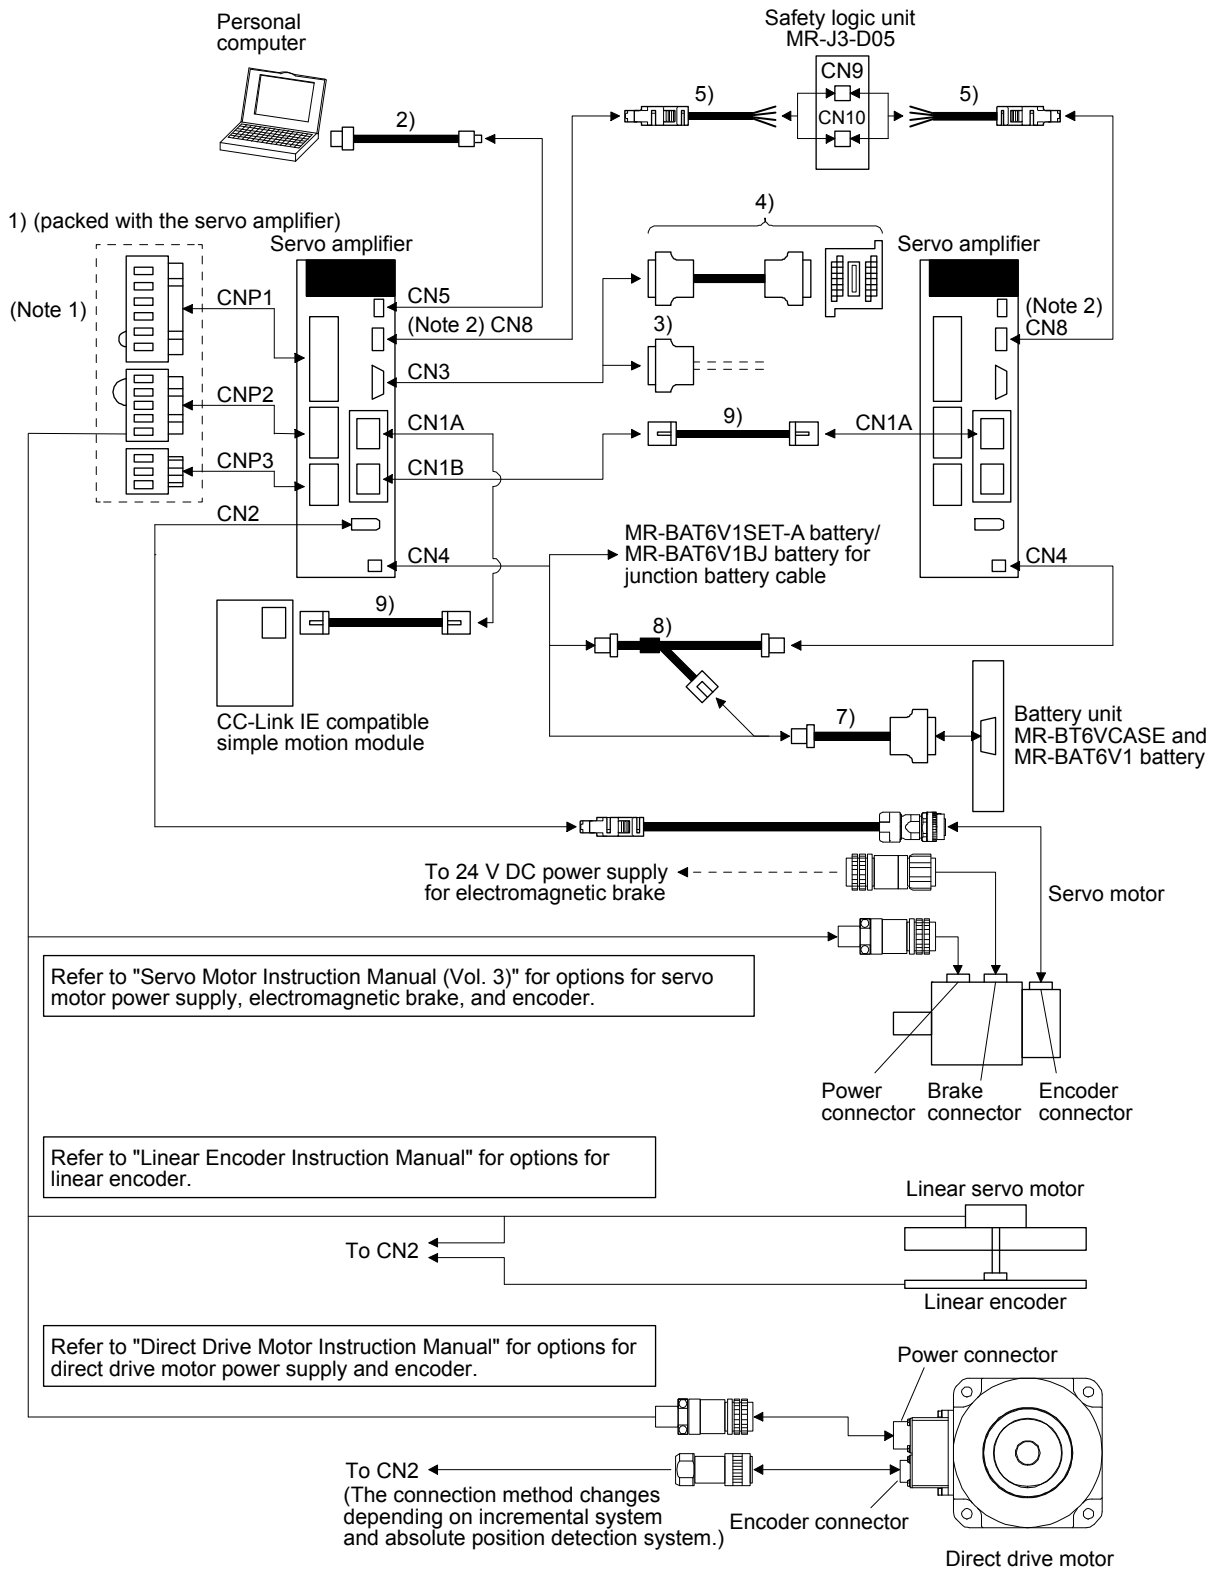 Personal
computer
Safety logic unit
MR-J3-D05
CN9
CN10
5)
5)
2)
1) (packed with the servo amplifier)
Servo amplifier
4)
Servo amplifier
(Note 1)
CNP1
CN5
(Note 2) CN8
3)
(Note 2)
CN8
CNP2
CN3
CN1A
9)
CN1A
CNP3
CN1B
CN2
MR-BAT6V1SET-A battery/
MR-BAT6V1BJ battery for
junction battery cable
CN4
CN4
9)
8)
CC-Link IE compatible
simple motion module
7)
Battery unit
MR-BT6VCASE and
MR-BAT6V1 battery
To 24 V DC power supply
for electromagnetic brake
Servo motor
Refer to "Servo Motor Instruction Manual (Vol. 3)" for options for servo
motor power supply, electromagnetic brake, and encoder.
Power
connector
Brake
connector
Encoder
connector
Refer to "Linear Encoder Instruction Manual" for options for
linear encoder.
Linear servo motor
To CN2
Linear encoder
Refer to "Direct Drive Motor Instruction Manual" for options for
direct drive motor power supply and encoder.
Power connector
To CN2
(The connection method changes
depending on incremental system
and absolute position detection system.)
Encoder connector
Direct drive motor